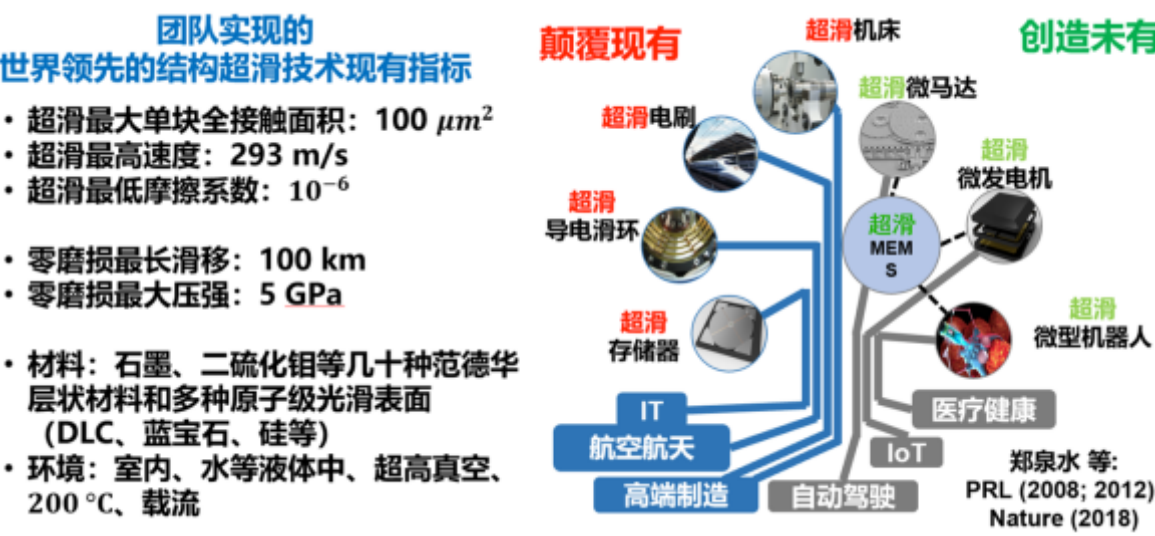 团队实现的
世界领先的结构超滑技术现有指标
• 超滑最大单块全接触面积：100 𝝁𝒎²
• 超滑最高速度：293 m/s
• 超滑最低摩擦系数：10⁻⁶
• 零磨损最长滑移：100 km
• 零磨损最大压强：5 GPa
• 材料：石墨、二硫化钼等几十种范德华
层状材料和多种原子级光滑表面
（DLC、蓝宝石、硅等）
• 环境：室内、水等液体中、超高真空、
200 °C、载流
颠覆现有
创造未有
超滑机床
超滑微马达
超滑电刷
超滑
微发电机
超滑
导电滑环
超滑
MEM
S
超滑
存储器
超滑
微型机器人
IT
医疗健康
航空航天
IoT
高端制造
自动驾驶
郑泉水 等:
PRL (2008; 2012)
Nature (2018)